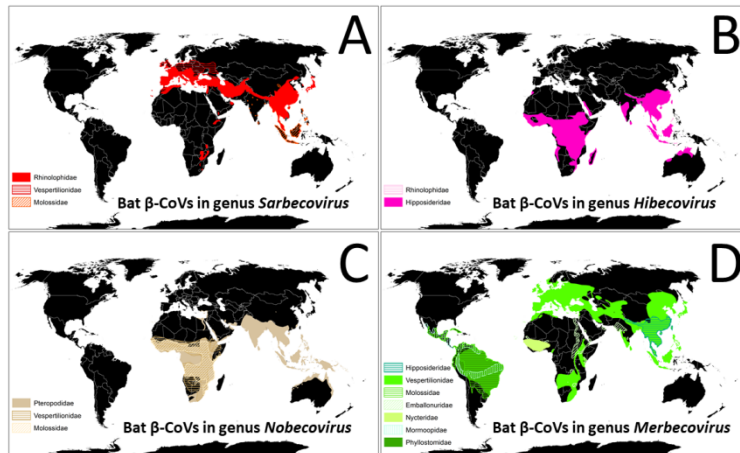 A
Rhinolophidae
Vespertilionidae
Molossidae
Bat β-CoVs in genus Sarbecovirus
B
Rhinolophidae
Hipposideridae
Bat β-CoVs in genus Hibecovirus
C
Pteropodidae
Vespertilionidae
Molossidae
Bat β-CoVs in genus Nobecovirus
D
Hipposideridae
Vespertilionidae
Molossidae
Emballonuridae
Nycteridae
Mormoopidae
Phyllostomidae
Bat β-CoVs in genus Merbecovirus